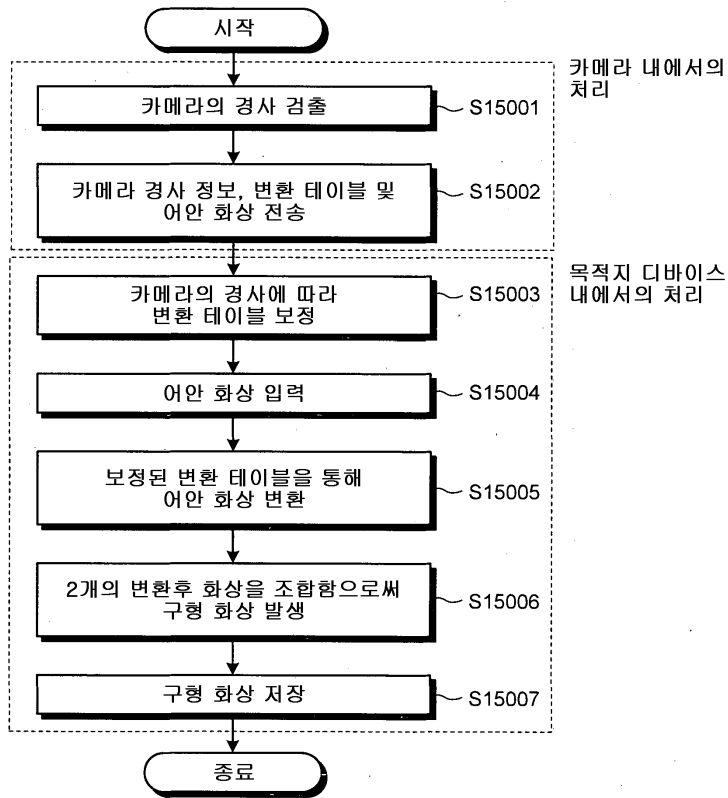 시작
카메라 내에서의
처리
카메라의 경사 검출
S15001
카메라 경사 정보, 변환 테이블 및
어안 화상 전송
S15002
목적지 디바이스
내에서의 처리
카메라의 경사에 따라
변환 테이블 보정
S15003
어안 화상 입력
S15004
보정된 변환 테이블을 통해
어안 화상 변환
S15005
2개의 변환후 화상을 조합함으로써
구형 화상 발생
S15006
구형 화상 저장
S15007
종료